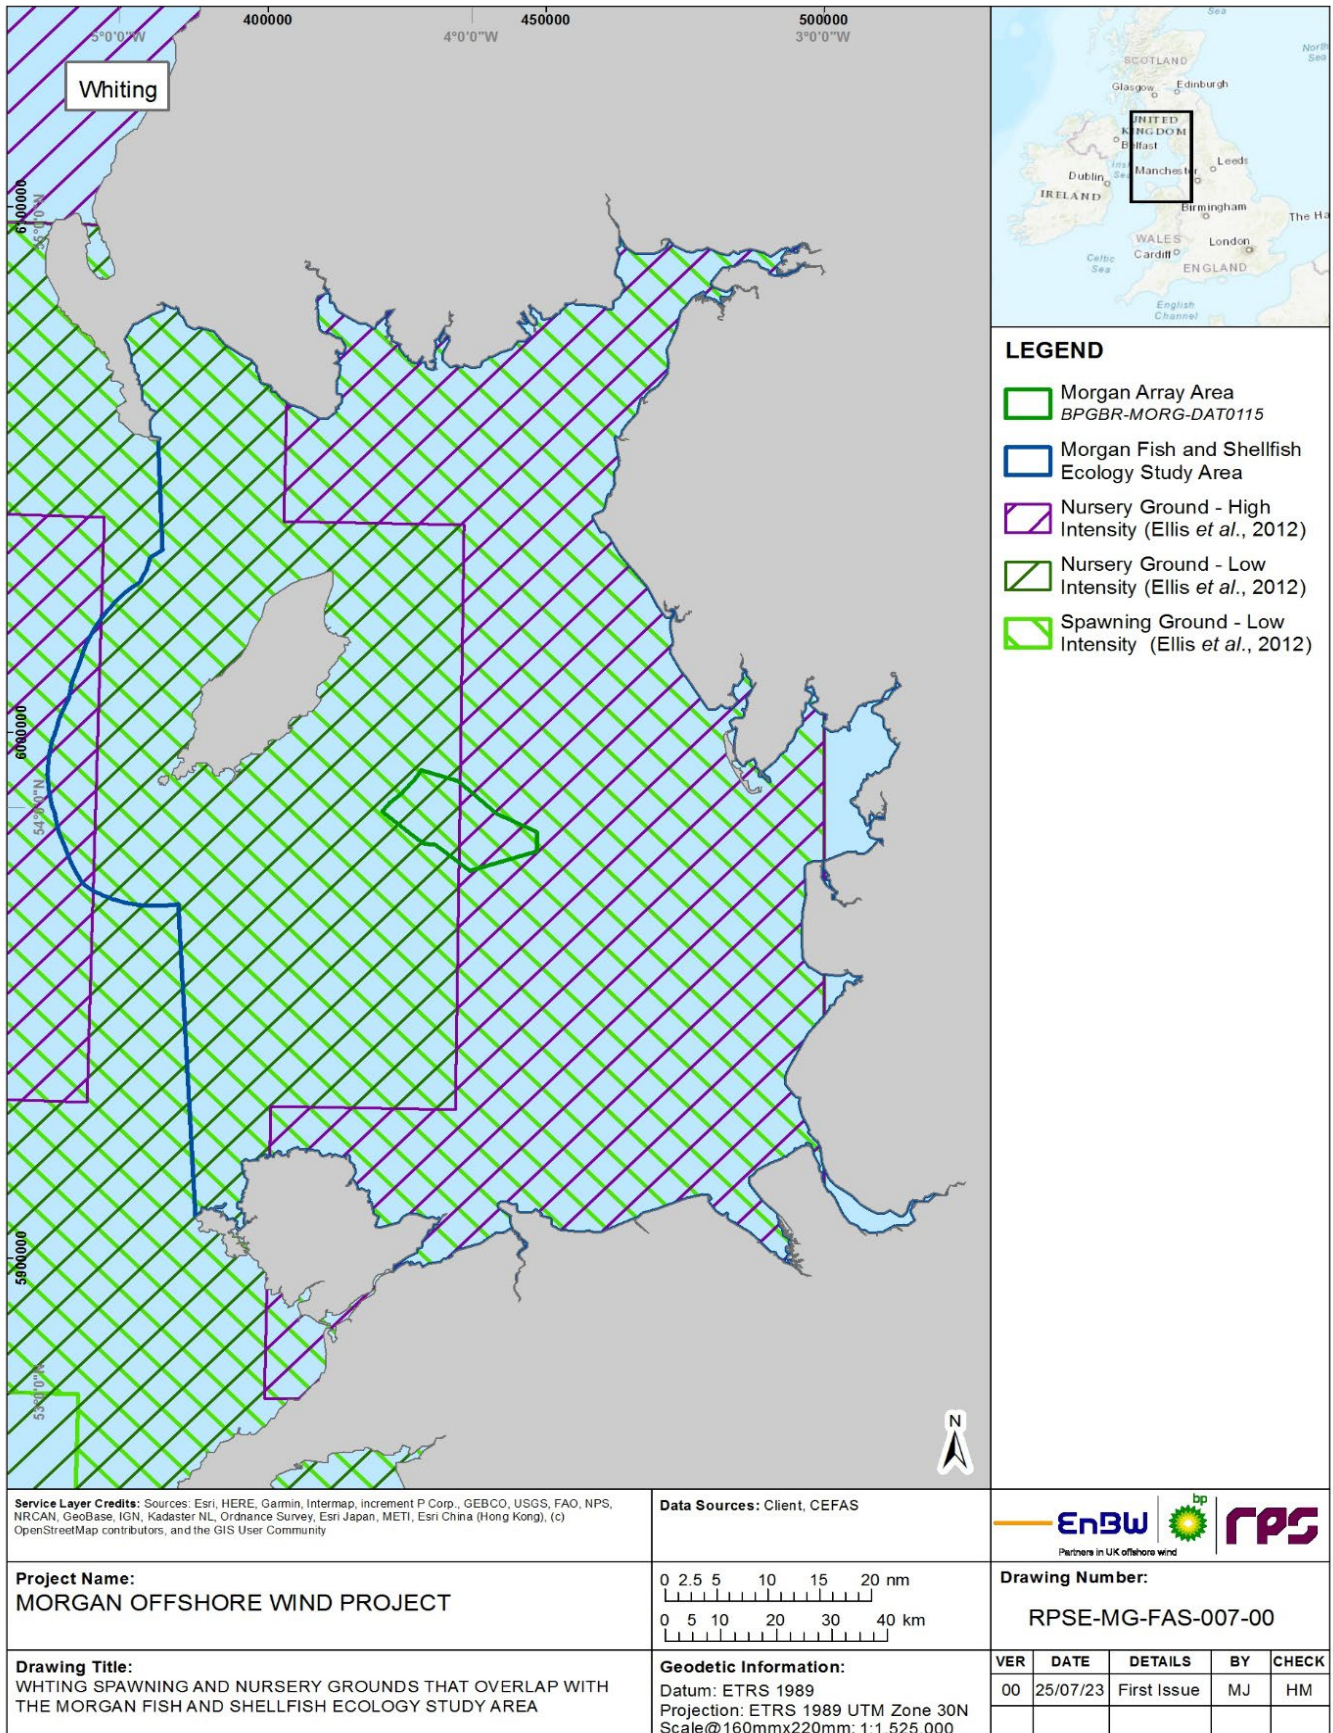 400000
450000
500000
5°0'0"W
4°0'0"W
3°0'0"W
Whiting
6100000
55°0'0"N
6000000
54°0'0"N
5900000
53°0'0"N
N
Sea
North
Sea
SCOTLAND
Glasgow
Edinburgh
UNITED
KINGDOM
Belfast
Leeds
Dublin
Sea
Manchester
IRELAND
Birmingham
The Ha
WALES
London
Cardiff
Celtic
Sea
ENGLAND
English
Channel
LEGEND
Morgan Array Area
BPGBR-MORG-DAT0115
Morgan Fish and Shellfish
Ecology Study Area
Nursery Ground - High
Intensity (Ellis et al., 2012)
Nursery Ground - Low
Intensity (Ellis et al., 2012)
Spawning Ground - Low
Intensity (Ellis et al., 2012)
Service Layer Credits: Sources: Esri, HERE, Garmin, Intermap, increment P Corp., GEBCO, USGS, FAO, NPS,
NRCAN, GeoBase, IGN, Kadaster NL, Ordnance Survey, Esri Japan, METI, Esri China (Hong Kong), (c)
OpenStreetMap contributors, and the GIS User Community
Data Sources: Client, CEFAS
EnBW
bp
rps
Partners in UK offshore wind
Project Name:
MORGAN OFFSHORE WIND PROJECT
0 2.5 5 10 15 20 nm
0 5 10 20 30 40 km
Drawing Number:
RPSE-MG-FAS-007-00
Drawing Title:
WHTING SPAWNING AND NURSERY GROUNDS THAT OVERLAP WITH
THE MORGAN FISH AND SHELLFISH ECOLOGY STUDY AREA
Geodetic Information:
Datum: ETRS 1989
Projection: ETRS 1989 UTM Zone 30N
Scale@160mmx220mm: 1:1,525,000
VER DATE DETAILS BY CHECK
00 25/07/23 First Issue MJ HM